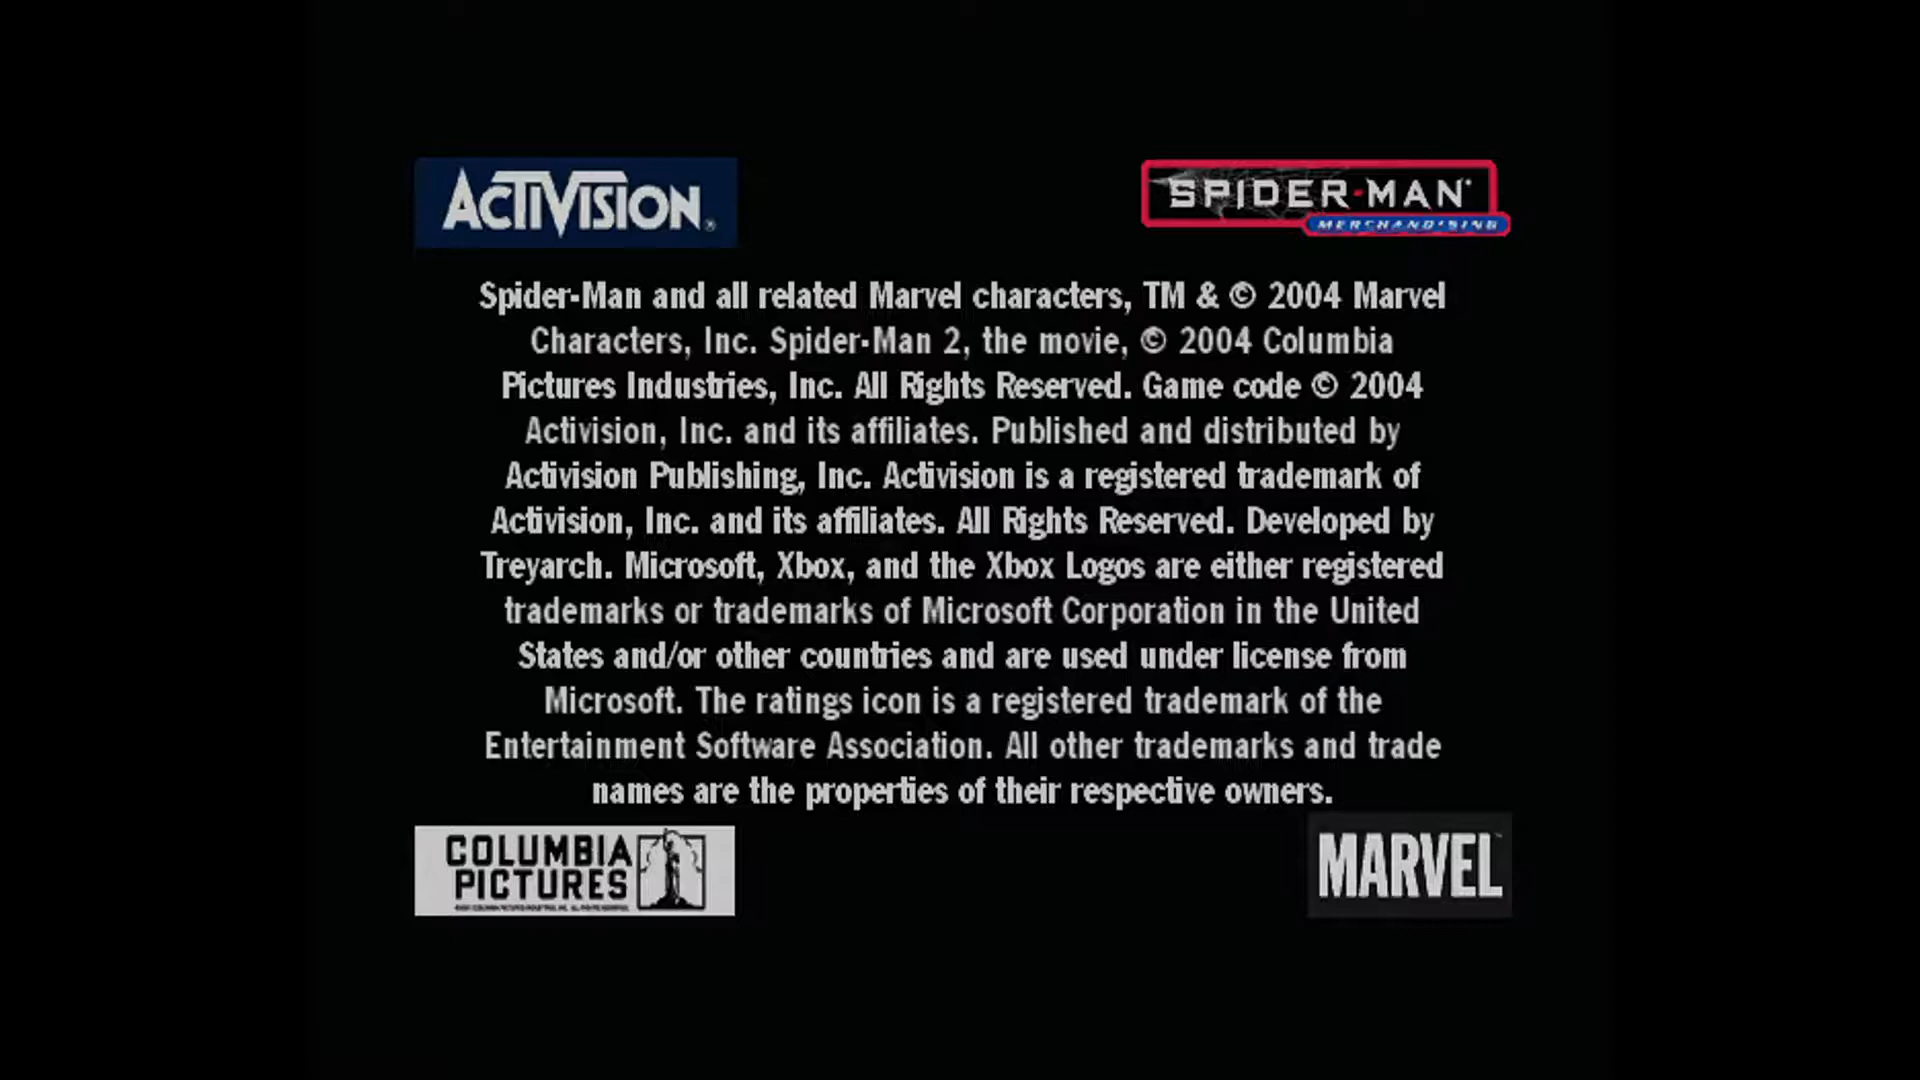 ACTIVISION®
SPIDER-MAN®
MERCHANDISING
Spider-Man and all related Marvel characters, TM & © 2004 Marvel
Characters, Inc. Spider-Man 2, the movie, © 2004 Columbia
Pictures Industries, Inc. All Rights Reserved. Game code © 2004
Activision, Inc. and its affiliates. Published and distributed by
Activision Publishing, Inc. Activision is a registered trademark of
Activision, Inc. and its affiliates. All Rights Reserved. Developed by
Treyarch. Microsoft, Xbox, and the Xbox Logos are either registered
trademarks or trademarks of Microsoft Corporation in the United
States and/or other countries and are used under license from
Microsoft. The ratings icon is a registered trademark of the
Entertainment Software Association. All other trademarks and trade
names are the properties of their respective owners.
COLUMBIA
PICTURES
MARVEL